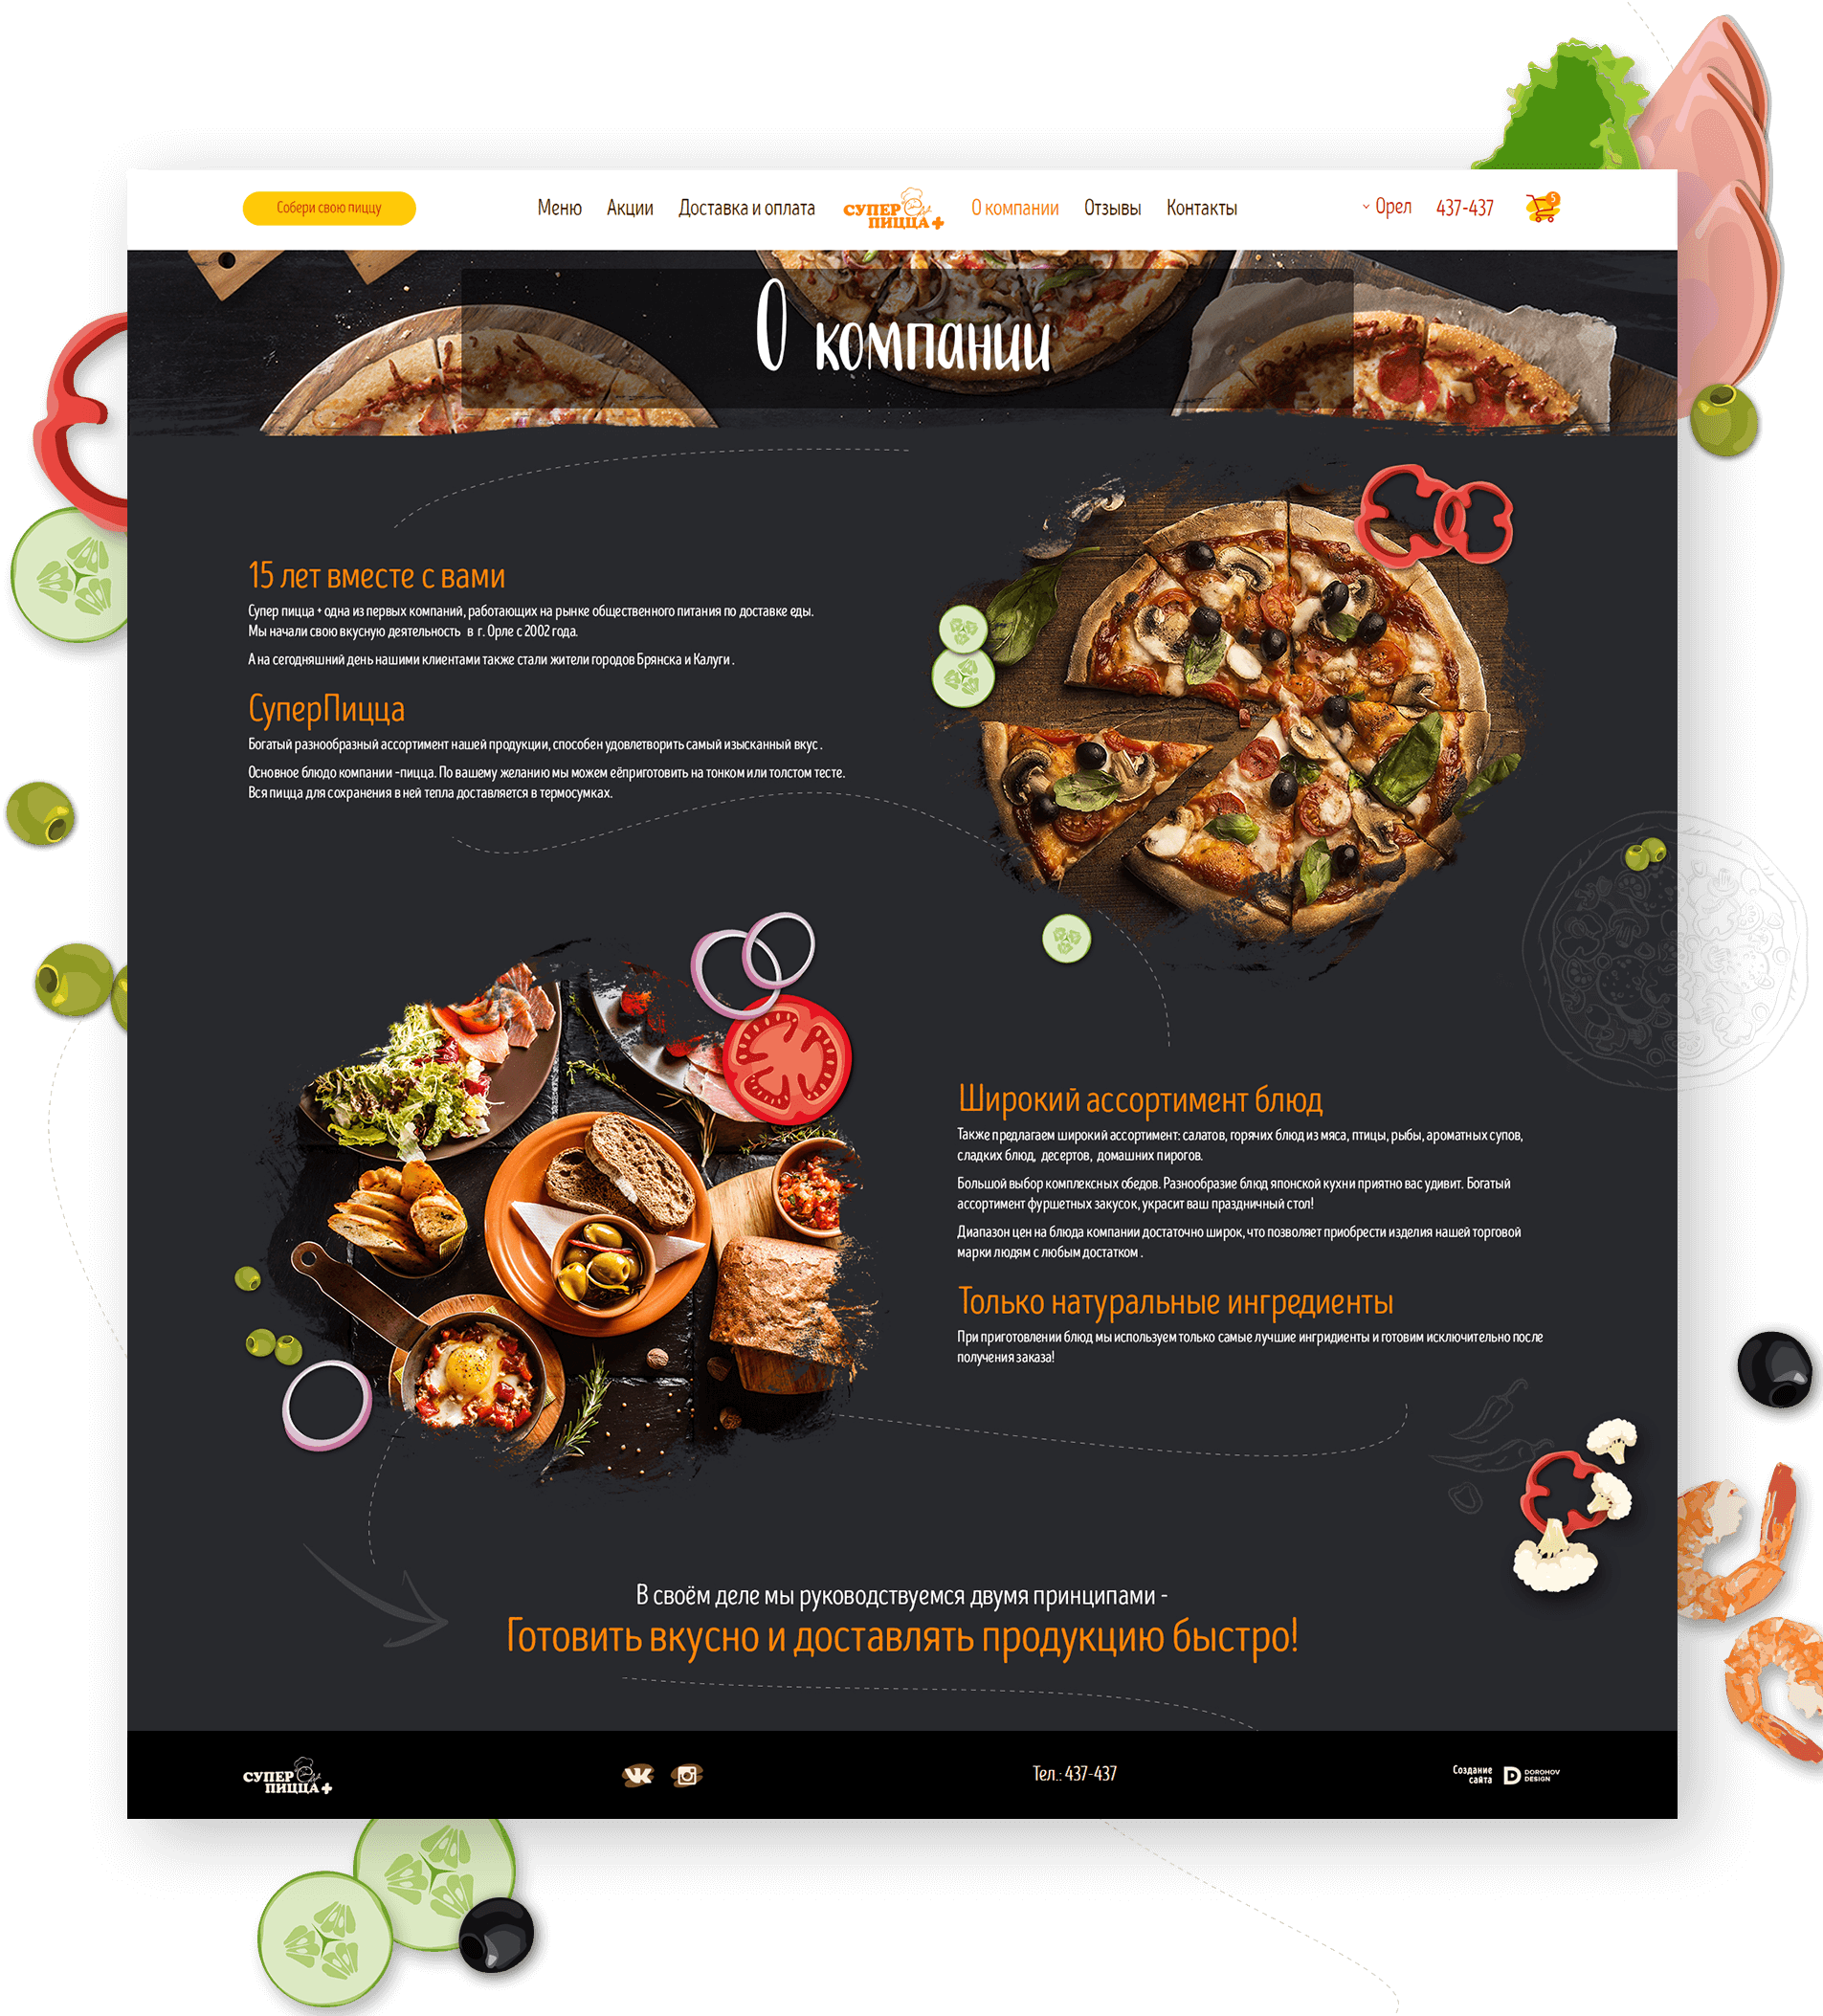 Собери свою пиццу
Меню
Акции
Доставка и оплата
СУПЕР
ПИЦЦА+
О компании
Отзывы
Контакты
Орел
437-437
5
О компании
15 лет вместе с вами
Супер пицца + одна из первых компаний, работающих на рынке общественного питания по доставке еды.
Мы начали свою вкусную деятельность в г. Орле с 2002 года.
А на сегодняшний день нашими клиентами также стали жители городов Брянска и Калуги .
СуперПицца
Богатый разнообразный ассортимент нашей продукции, способен удовлетворить самый изысканный вкус .
Основное блюдо компании -пицца. По вашему желанию мы можем еёприготовить на тонком или толстом тесте.
Вся пицца для сохранения в ней тепла доставляется в термосумках.
Широкий ассортимент блюд
Также предлагаем широкий ассортимент: салатов, горячих блюд из мяса, птицы, рыбы, ароматных супов,
сладких блюд, десертов, домашних пирогов.
Большой выбор комплексных обедов. Разнообразие блюд японской кухни приятно вас удивит. Богатый
ассортимент фуршетных закусок, украсит ваш праздничный стол!
Диапазон цен на блюда компании достаточно широк, что позволяет приобрести изделия нашей торговой
марки людям с любым достатком .
Только натуральные ингредиенты
При приготовлении блюд мы используем только самые лучшие ингридиенты и готовим исключительно после
получения заказа!
В своём деле мы руководствуемся двумя принципами -
Готовить вкусно и доставлять продукцию быстро!
СУПЕР
ПИЦЦА+
Тел.: 437-437
Создание
сайта
DOROHOV
DESIGN